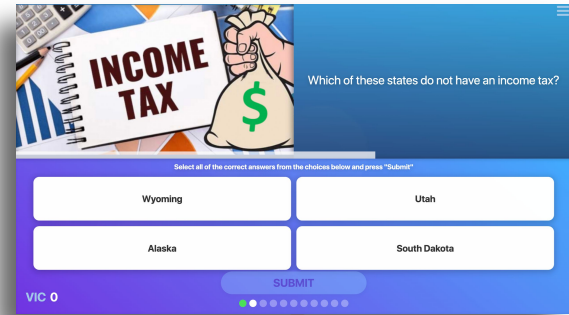 INCOME
TAX
$
Which of these states do not have an income tax?
Select all of the correct answers from the choices below and press "Submit"
Wyoming
Utah
Alaska
South Dakota
SUBMIT
VIC 0